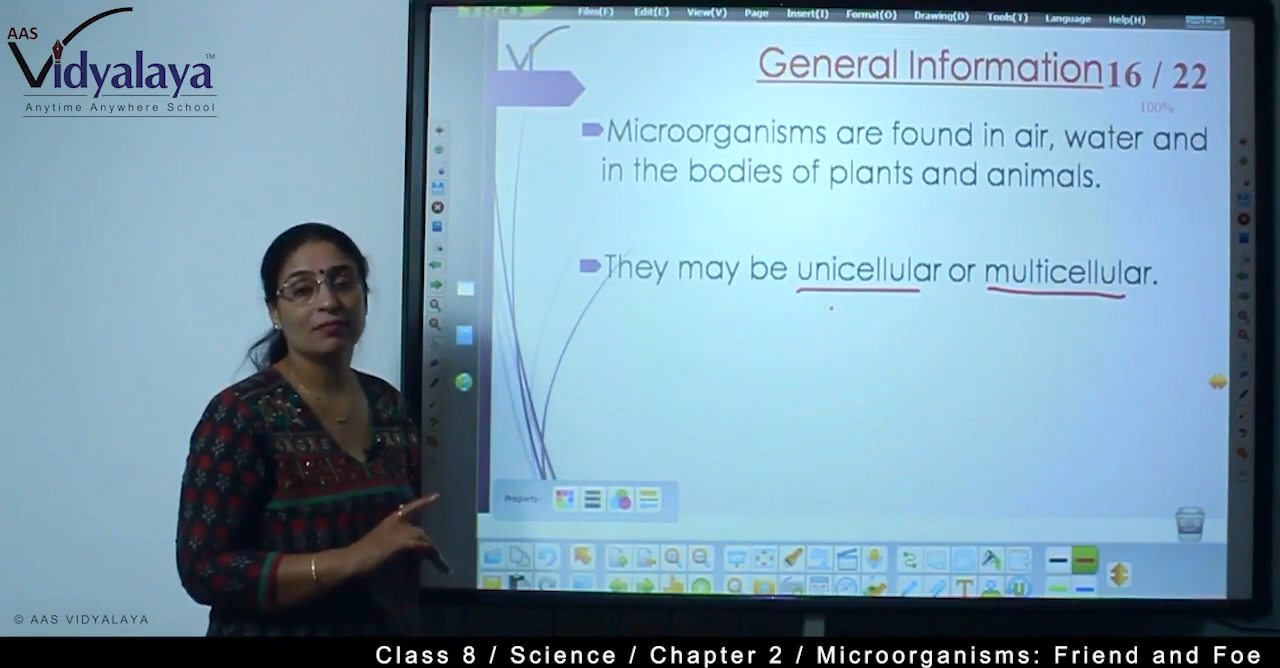 AAS
Vidyalaya™
Anytime Anywhere School
Files(F) Edit(E) View(V) Page Insert(I) Format(O) Drawing(D) Tools(T) Language Help(H)
General Information 16 / 22
100%
Microorganisms are found in air, water and
in the bodies of plants and animals.
They may be unicellular or multicellular.
Property:
© AAS VIDYALAYA
Class 8 / Science / Chapter 2 / Microorganisms: Friend and Foe